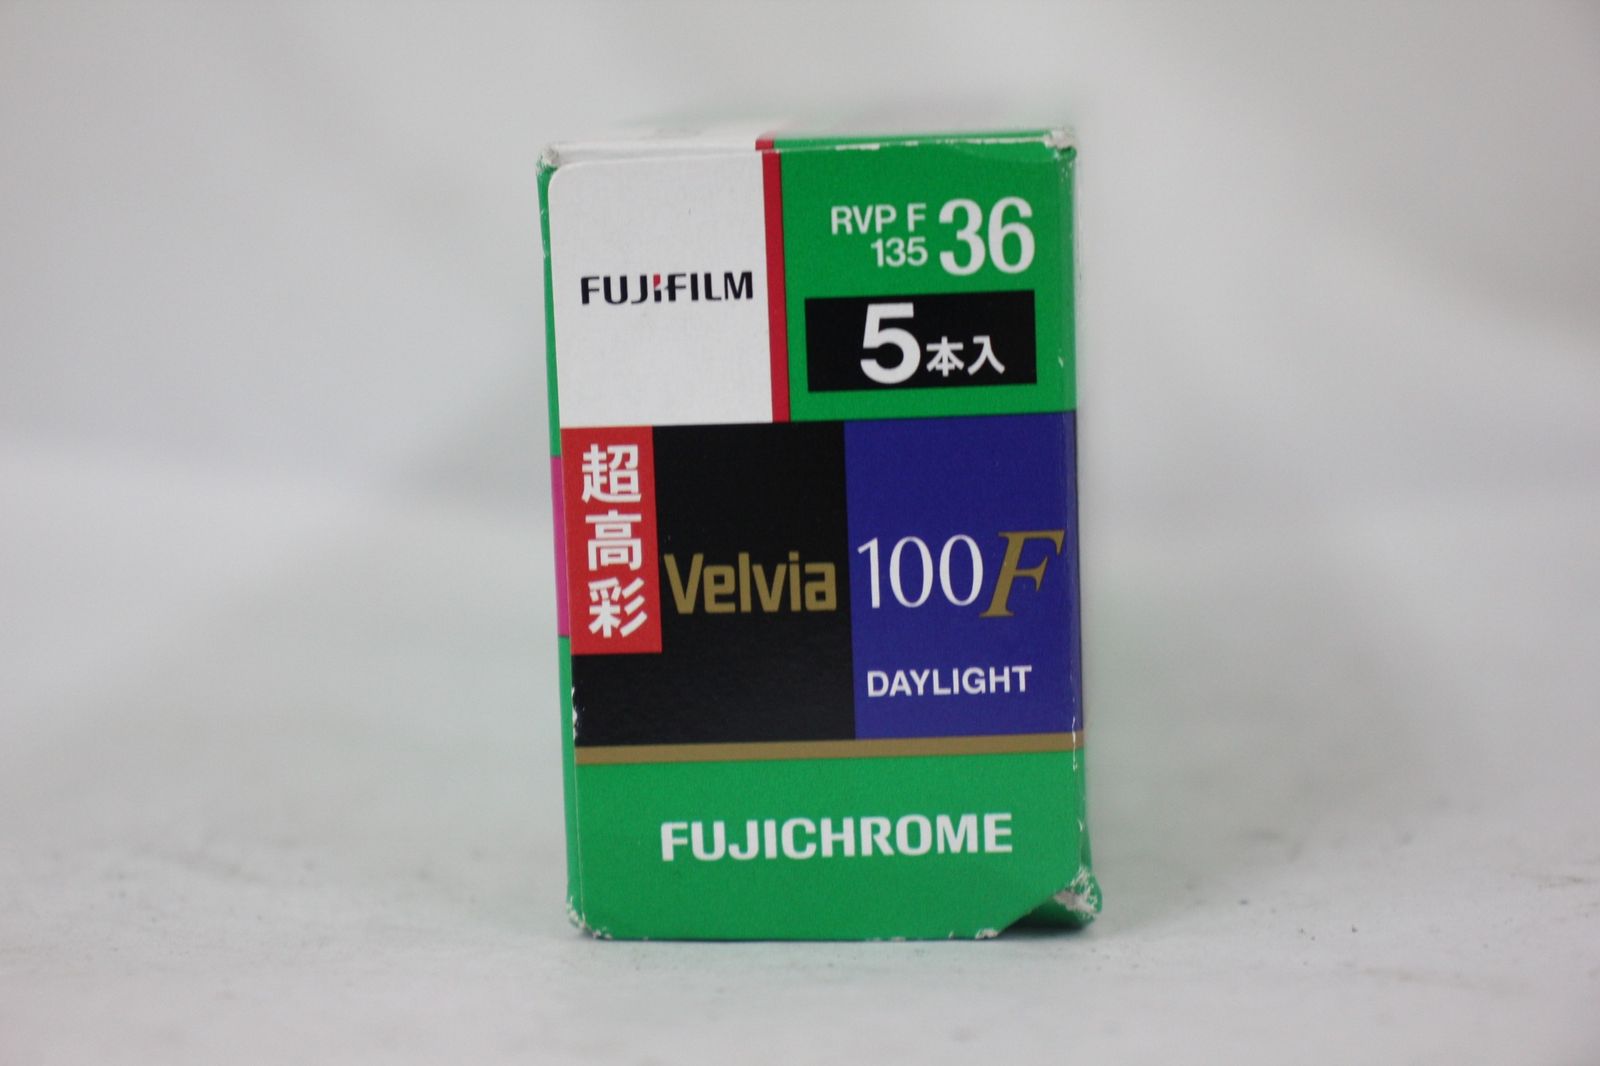 FUJIFILM
RVP F
135 36
5本入
超高彩
Velvia 100F
DAYLIGHT
FUJICHROME